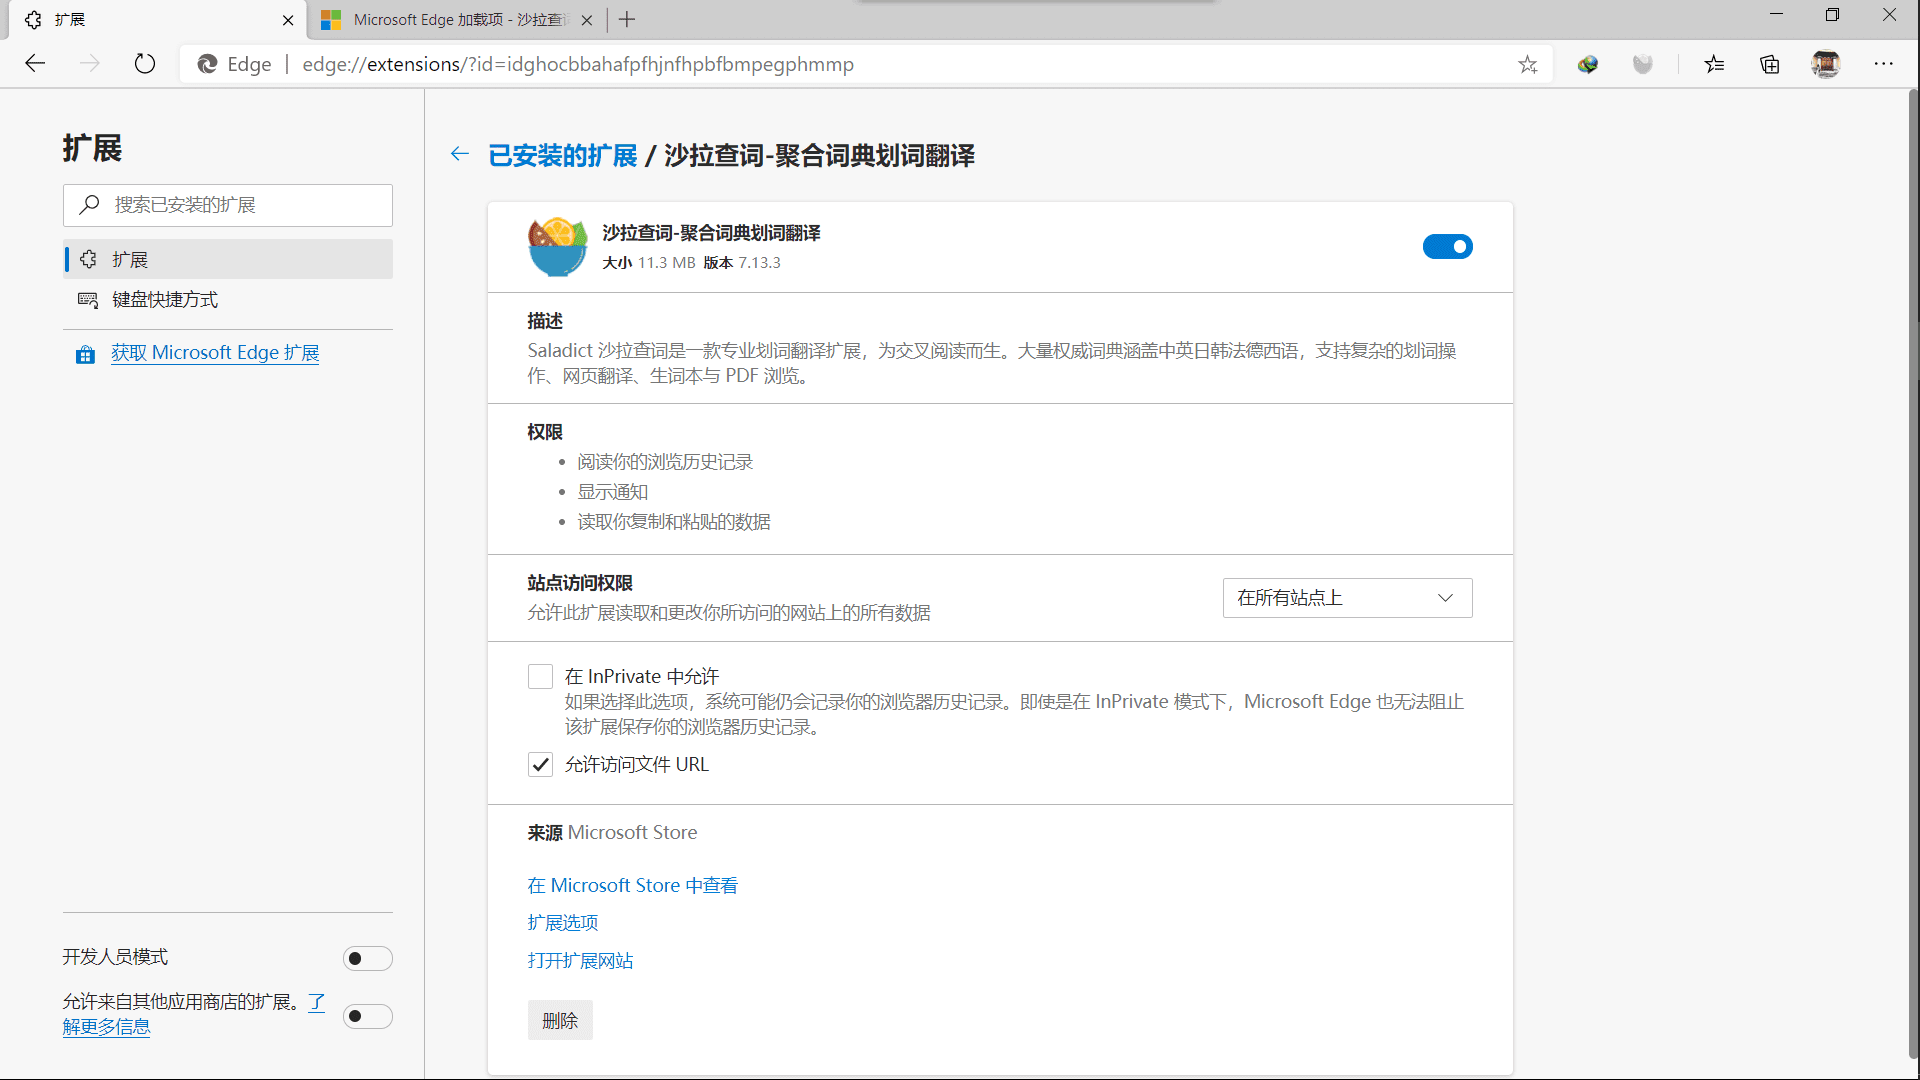 扩展
Microsoft Edge 加载项 - 沙拉查词
Edge
edge://extensions/?id=idghocbbahafpfhjnfhpbfbmpegphmmp
扩展
搜索已安装的扩展
扩展
键盘快捷方式
获取 Microsoft Edge 扩展
开发人员模式
允许来自其他应用商店的扩展。了
解更多信息
已安装的扩展 / 沙拉查词-聚合词典划词翻译
沙拉查词-聚合词典划词翻译
大小 11.3 MB 版本 7.13.3
描述
Saladict 沙拉查词是一款专业划词翻译扩展，为交叉阅读而生。大量权威词典涵盖中英日韩法德西语，支持复杂的划词操
作、网页翻译、生词本与 PDF 浏览。
权限
• 阅读你的浏览历史记录
• 显示通知
• 读取你复制和粘贴的数据
站点访问权限
允许此扩展读取和更改你所访问的网站上的所有数据
在所有站点上
在 InPrivate 中允许
如果选择此选项，系统可能仍会记录你的浏览器历史记录。即使是在 InPrivate 模式下，Microsoft Edge 也无法阻止
该扩展保存你的浏览器历史记录。
允许访问文件 URL
来源 Microsoft Store
在 Microsoft Store 中查看
扩展选项
打开扩展网站
删除